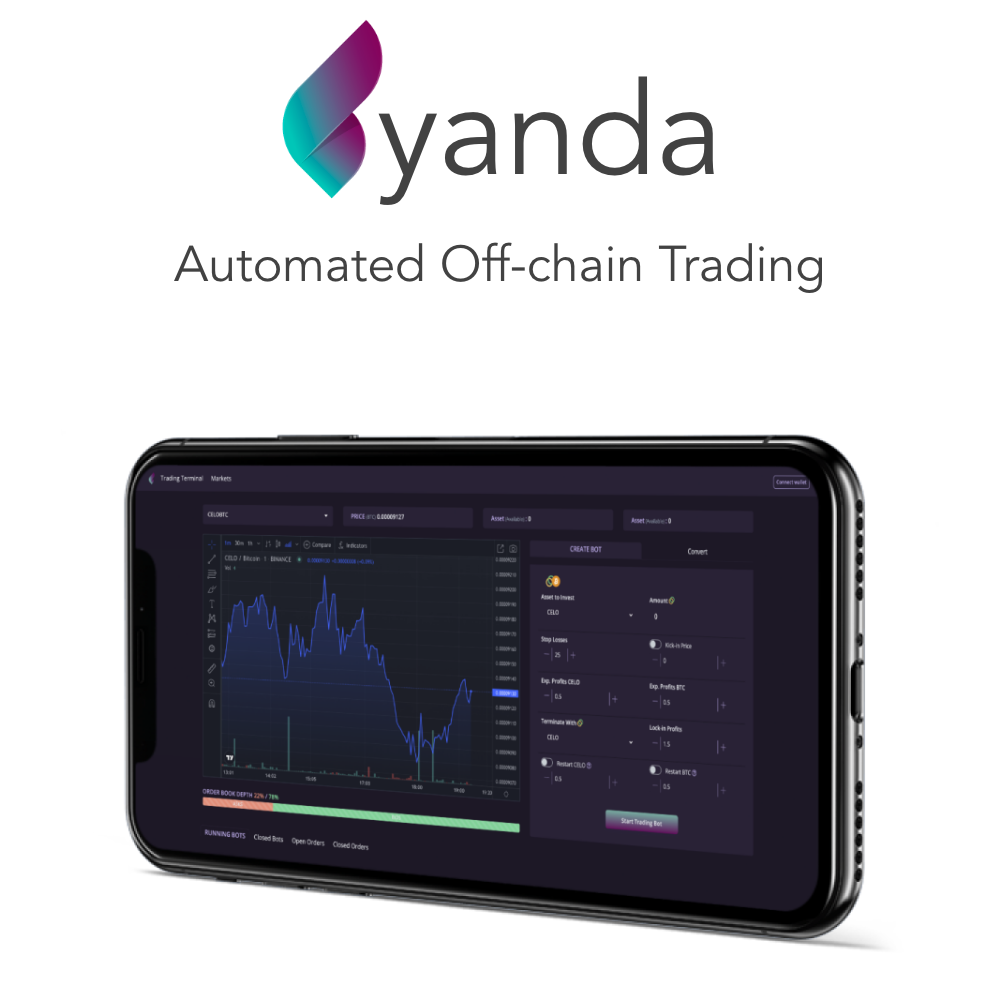 yanda
Automated Off-chain Trading
Trading Terminal Markets
Connect wallet
CELOBTC
PRICE (BTC) 0.00009127
Asset (Available): 0
Asset (Available): 0
1m 30m 1h
Compare
Indicators
CELO / Bitcoin
BINANCE
Vol
CREATE BOT
Convert
Asset to Invest
CELO
Amount
0
Stop Losses
25
Kick-in Price
0
Exp. Profits CELO
0.5
Exp. Profits BTC
0.5
Terminate With
CELO
Lock-in Profits
1.5
Restart CELO
0.5
Restart BTC
0.5
Start Trading Bot
ORDER BOOK DEPTH 22% / 78%
RUNNING BOTS Closed Bots Open Orders Closed Orders